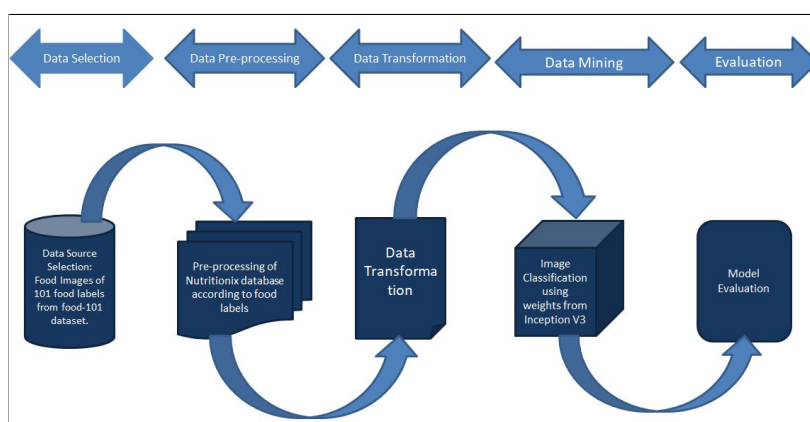 Data Selection
Data Pre-processing
Data Transformation
Data Mining
Evaluation
Data Source
Selection:
Food Images of
101 food labels
from food-101
dataset.
Pre-processing of
Nutritionix database
according to food
labels
Data
Transforma
tion
Image
Classification
using
weights from
Inception V3
Model
Evaluation